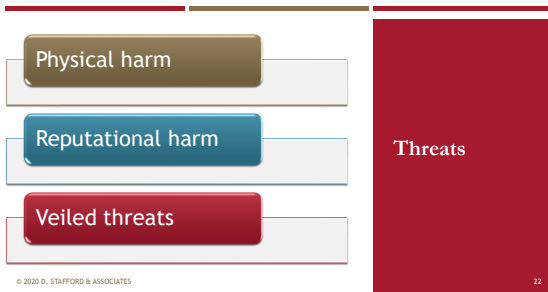 Physical harm
Reputational harm
Veiled threats
Threats
© 2020 D. STAFFORD & ASSOCIATES
22